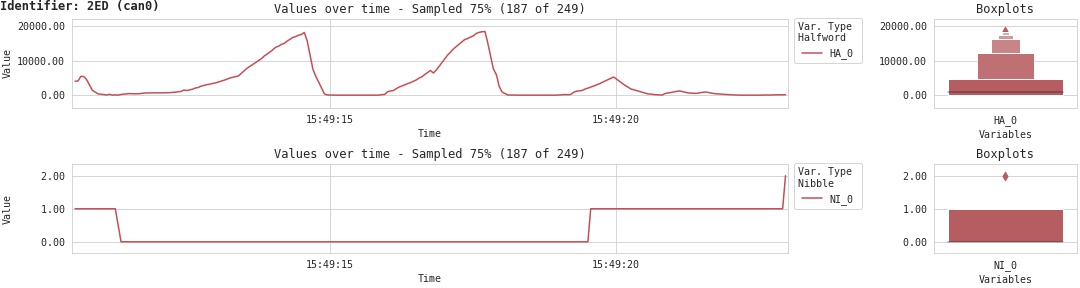 Identifier: 2ED (can0)
Values over time - Sampled 75% (187 of 249)
Boxplots
20000.00
10000.00
0.00
Value
15:49:15
15:49:20
Time
Var. Type
Halfword
HA_0
20000.00
10000.00
0.00
HA_0
Variables
Values over time - Sampled 75% (187 of 249)
Boxplots
2.00
1.00
0.00
Value
15:49:15
15:49:20
Time
Var. Type
Nibble
NI_0
2.00
1.00
0.00
NI_0
Variables